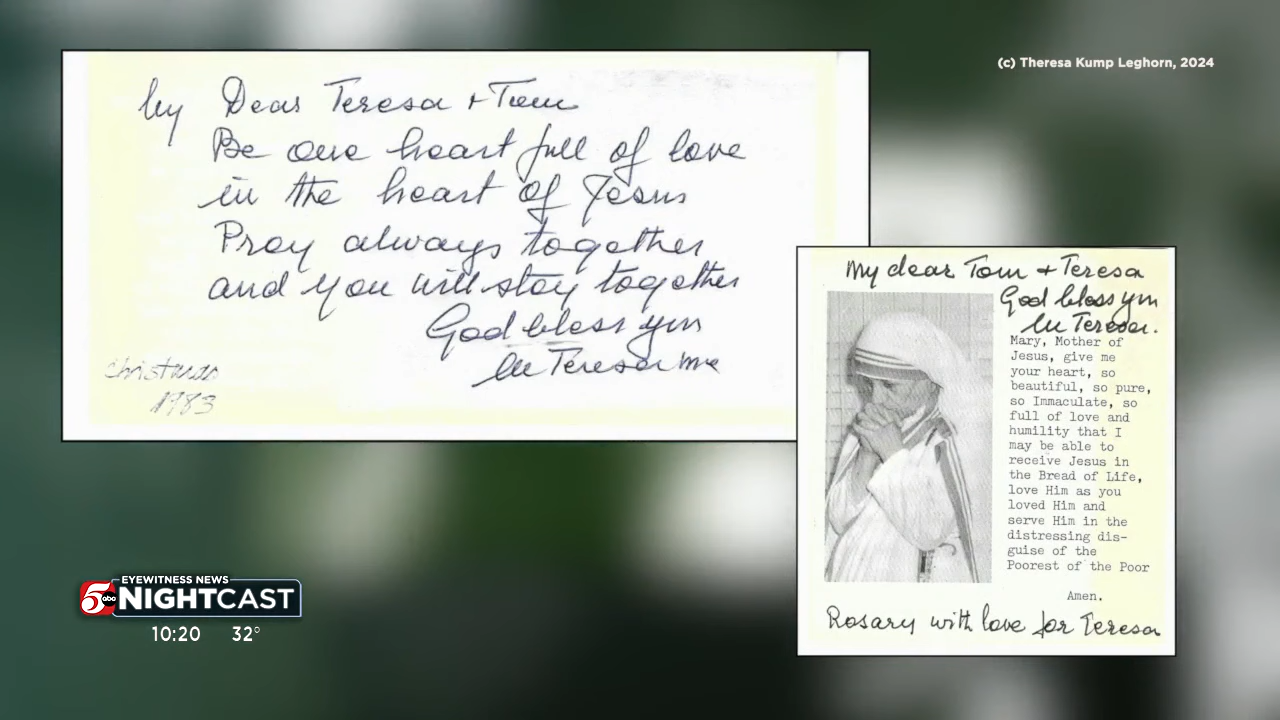 (c) Theresa Kump Leghorn, 2024
by Dear Teresa + Tom
Be one heart full of love
in the heart of Jesus
Pray always together
and you will stay together
God bless you
M Teresa mc
Christmas
1983
My dear Tom + Teresa
God bless you
M Teresa.
Mary, Mother of
Jesus, give me
your heart, so
beautiful, so pure,
so Immaculate, so
full of love and
humility that I
may be able to
receive Jesus in
the Bread of Life,
love Him as you
loved Him and
serve Him in the
distressing dis-
guise of the
Poorest of the Poor
Amen.
Rosary with love for Teresa
5 abc
EYEWITNESS NEWS
NIGHTCAST
10:20 32°